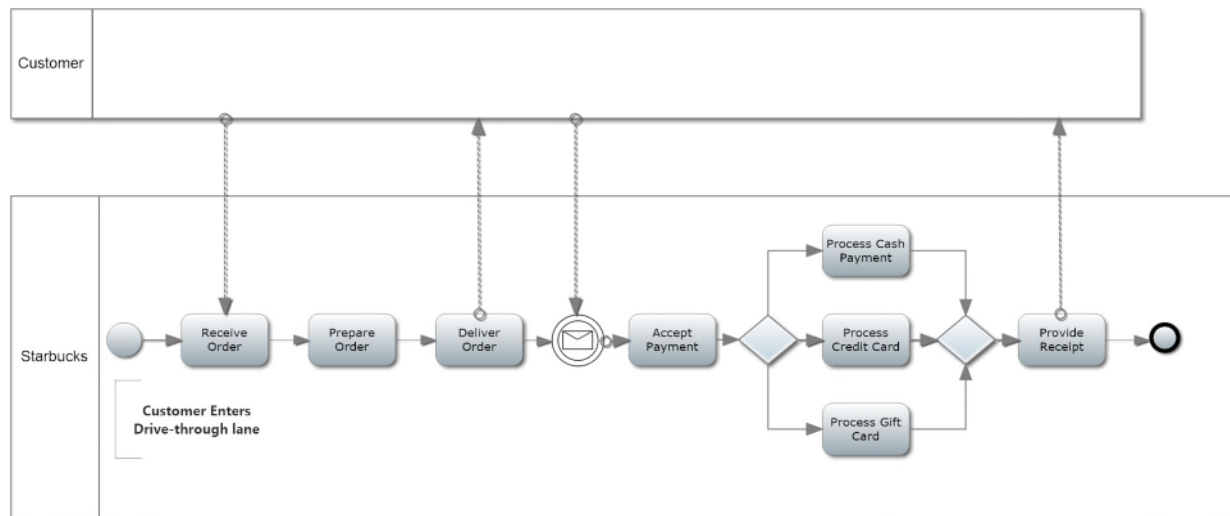 Customer
Starbucks
Receive
Order
Prepare
Order
Deliver
Order
Accept
Payment
Process Cash
Payment
Process
Credit Card
Process Gift
Card
Provide
Receipt
Customer Enters
Drive-through lane